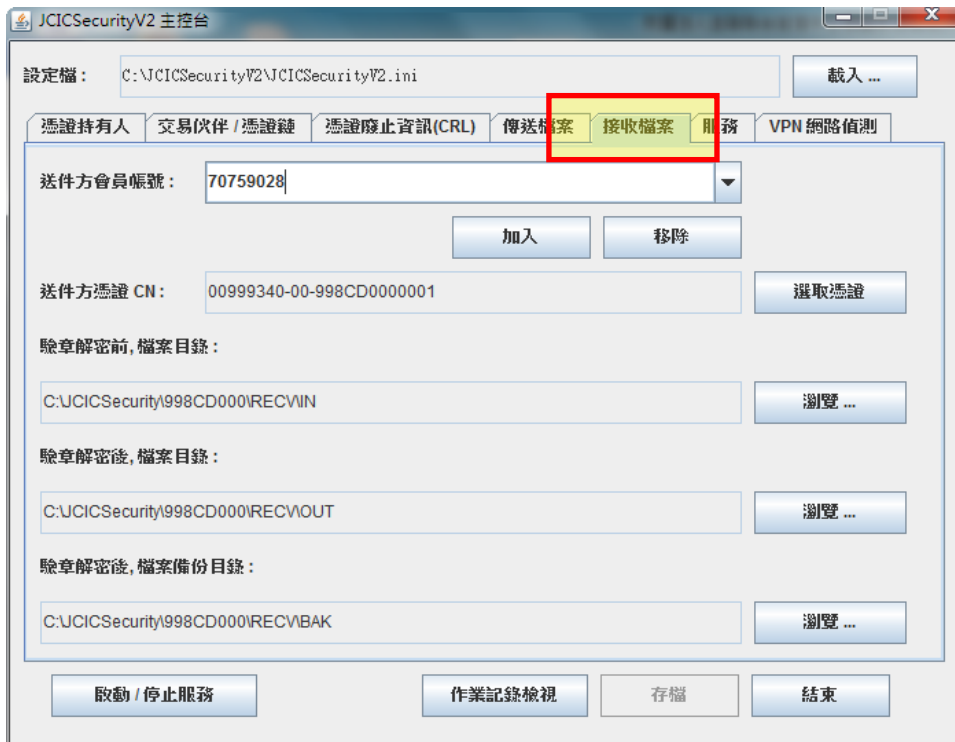 JCICSecurityV2 主控台
設定檔： C:\JCICSecurityV2\JCICSecurityV2.ini 載入 ...
憑證持有人 交易伙伴 / 憑證鏈 憑證廢止資訊(CRL) 傳送檔案 接收檔案 服務 VPN 網路偵測
送件方會員帳號： 70759028
加入 移除
送件方憑證 CN： 00999340-00-998CD0000001 選取憑證
驗章解密前, 檔案目錄：
C:\JCICSecurity\998CD000\RECV\IN 瀏覽 ...
驗章解密後, 檔案目錄：
C:\JCICSecurity\998CD000\RECV\OUT 瀏覽 ...
驗章解密後, 檔案備份目錄：
C:\JCICSecurity\998CD000\RECV\BAK 瀏覽 ...
啟動 / 停止服務 作業記錄檢視 存檔 結束